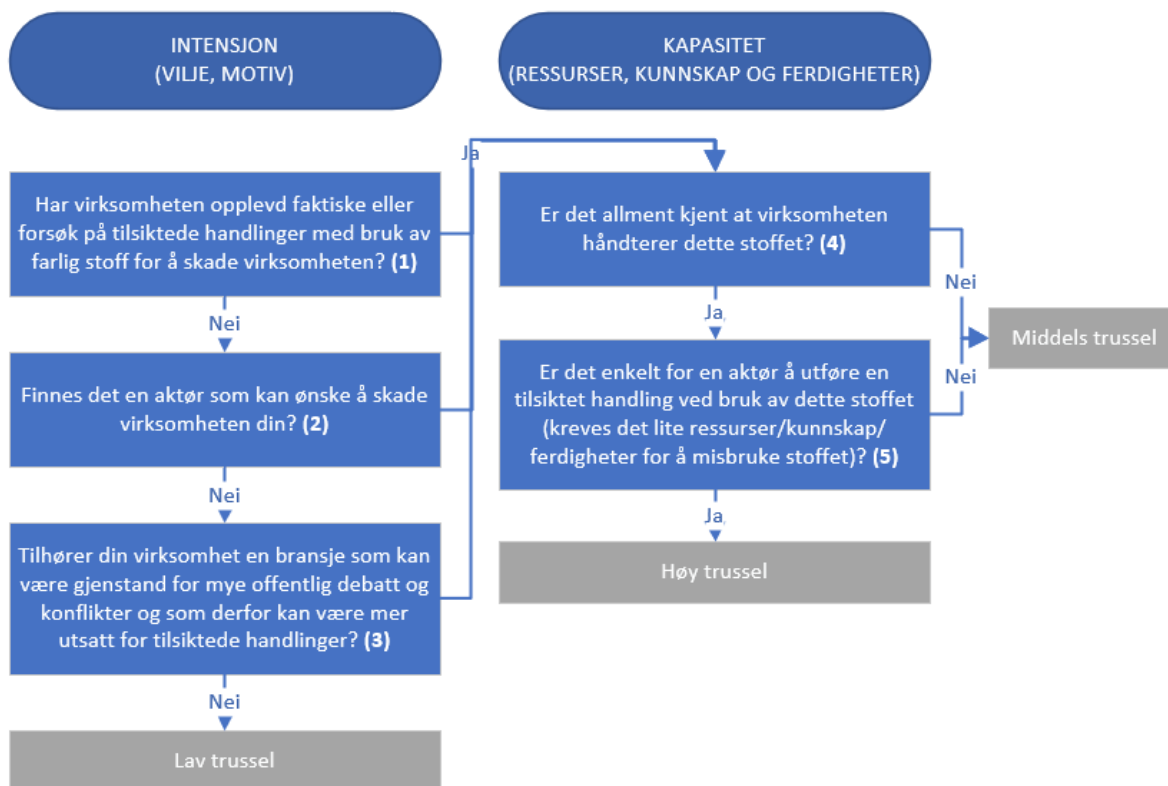 INTENSJON
(VILJE, MOTIV)
Har virksomheten opplevd faktiske eller
forsøk på tilsiktede handlinger med bruk av
farlig stoff for å skade virksomheten? (1)
Nei
Finnes det en aktør som kan ønske å skade
virksomheten din? (2)
Nei
Tilhører din virksomhet en bransje som kan
være gjenstand for mye offentlig debatt og
konflikter og som derfor kan være mer
utsatt for tilsiktede handlinger? (3)
Nei
Lav trussel
Ja
KAPASITET
(RESSURSER, KUNNSKAP OG FERDIGHETER)
Er det allment kjent at virksomheten
håndterer dette stoffet? (4)
Ja
Er det enkelt for en aktør å utføre en
tilsiktet handling ved bruk av dette stoffet
(kreves det lite ressurser/kunnskap/
ferdigheter for å misbruke stoffet)? (5)
Ja
Høy trussel
Nei
Nei
Middels trussel